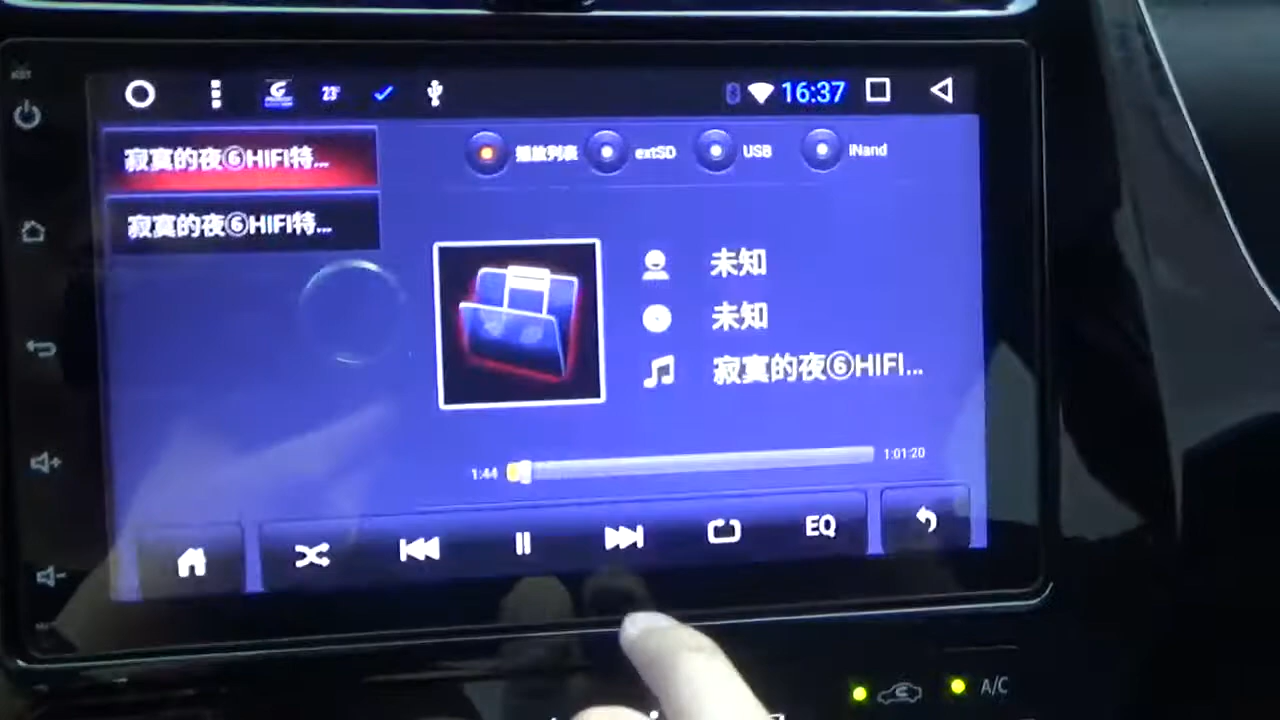 RST
23°
16:37
寂寞的夜⑥HIFI特...
播放列表
extSD
USB
iNand
寂寞的夜⑥HIFI特...
未知
未知
寂寞的夜⑥HIFI...
1:44
1:01:20
EQ
A/C